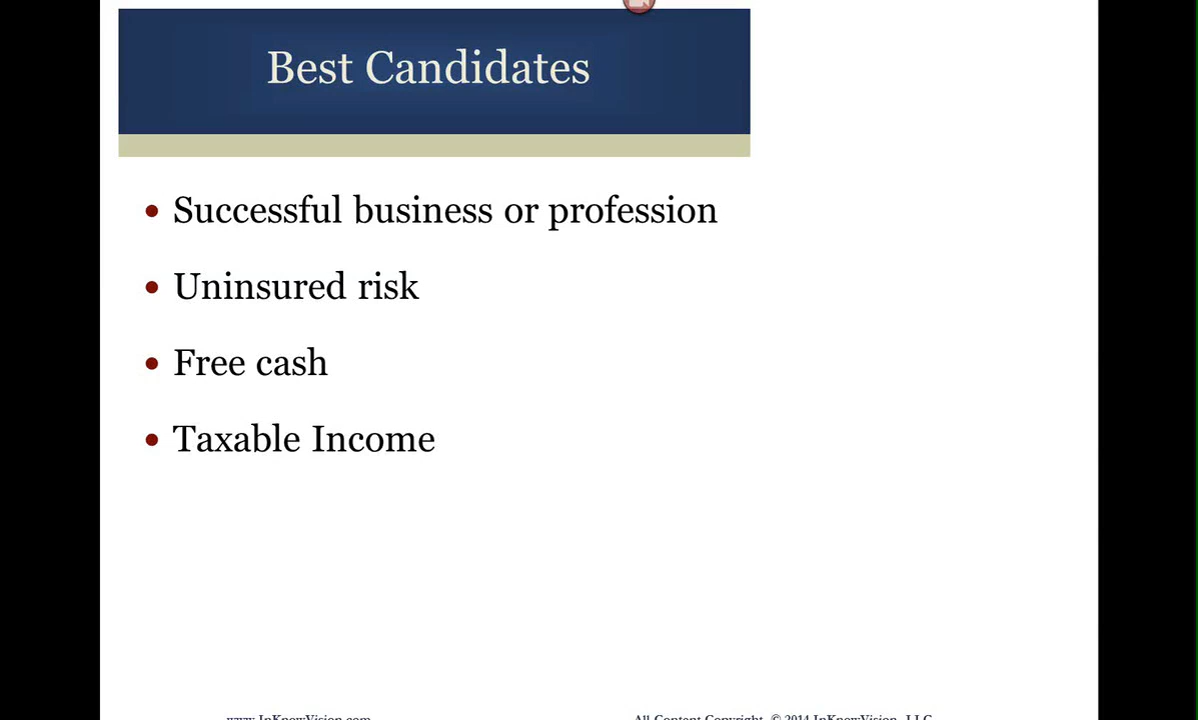 Best Candidates
• Successful business or profession
• Uninsured risk
• Free cash
• Taxable Income
www.InKnowVision.com
All Content Copyright © 2014 InKnowVision, LLC